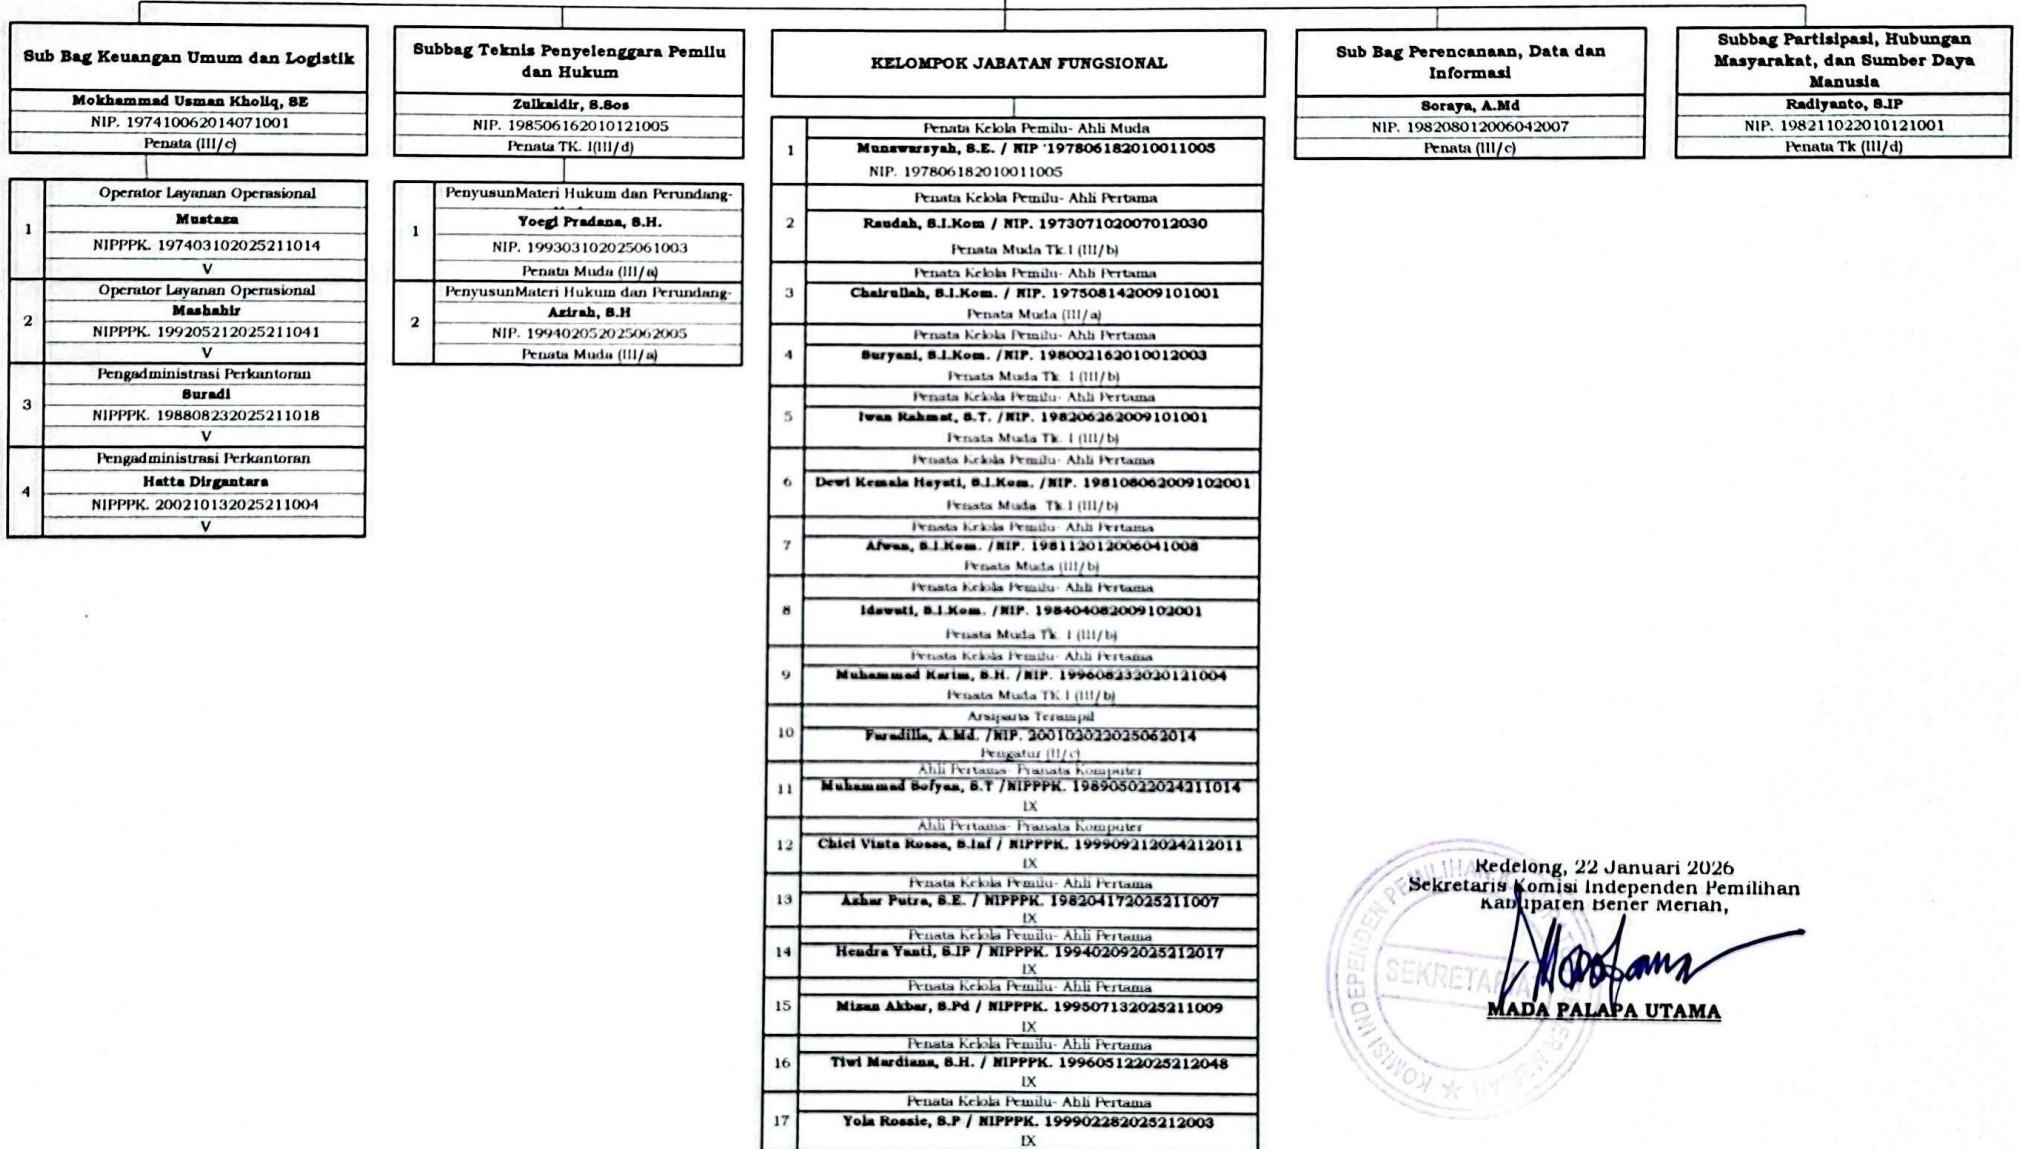 Sub Bag Keuangan Umum dan Logistik
Mokhammad Usman Kholiq, SE
NIP. 197410062014071001
Penata (III/c)
1
Operator Layanan Operasional
Mustaza
NIPPPK. 197403102025211014
V
2
Operator Layanan Operasional
Mashabir
NIPPPK. 199205212025211041
V
3
Pengadministrasi Perkantoran
Suradi
NIPPPK. 198808232025211018
V
4
Pengadministrasi Perkantoran
Hatta Dirgantara
NIPPPK. 200210132025211004
V
Subbag Teknis Penyelenggara Pemilu
dan Hukum
Zulkaidir, S.Sos
NIP. 198506162010121005
Penata TK. I(III/d)
1
PenyusunMateri Hukum dan Perundang-
Yoegi Pradana, S.H.
NIP. 199303102025061003
Penata Muda (III/a)
2
PenyusunMateri Hukum dan Perundang-
Azirah, S.H
NIP. 199402052025062005
Penata Muda (III/a)
KELOMPOK JABATAN FUNGSIONAL
1
Penata Kelola Pemilu- Ahli Muda
Munawarsyah, S.E. / NIP '197806182010011005
NIP. 197806182010011005
2
Penata Kelola Pemilu- Ahli Pertama
Raudah, S.I.Kom / NIP. 197307102007012030
Penata Muda Tk.I (III/b)
3
Penata Kelola Pemilu- Ahli Pertama
Chairullah, S.I.Kom. / NIP. 197508142009101001
Penata Muda (III/a)
4
Penata Kelola Pemilu- Ahli Pertama
Suryani, S.I.Kom. /NIP. 198002162010012003
Penata Muda Tk. I (III/b)
5
Penata Kelola Pemilu- Ahli Pertama
Iwan Rahmat, S.T. /NIP. 198206262009101001
Penata Muda Tk. I (III/b)
6
Penata Kelola Pemilu- Ahli Pertama
Dewi Kemala Hayati, S.I.Kom. /NIP. 198108062009102001
Penata Muda Tk.I (III/b)
7
Penata Kelola Pemilu- Ahli Pertama
Afwan, S.I.Kom. /NIP. 198112012006041008
Penata Muda (III/b)
8
Penata Kelola Pemilu- Ahli Pertama
Idawati, S.I.Kom. /NIP. 198404082009102001
Penata Muda Tk. I (III/b)
9
Penata Kelola Pemilu- Ahli Pertama
Muhammad Karim, S.H. /NIP. 199608232020121004
Penata Muda TK I (III/b)
10
Arsiparis Terampil
Faradilla, A.Md. /NIP. 200102022025062014
Pengatur (II/c)
11
Ahli Pertama- Pranata Komputer
Muhammad Sofyan, S.T /NIPPPK. 198905022024211014
IX
12
Ahli Pertama- Pranata Komputer
Chici Vinta Rossa, S.Inf / NIPPPK. 199909212024212011
IX
13
Penata Kelola Pemilu- Ahli Pertama
Azhar Putra, S.E. / NIPPPK. 198204172025211007
IX
14
Penata Kelola Pemilu- Ahli Pertama
Hendra Yanti, S.IP / NIPPPK. 199402092025212017
IX
15
Penata Kelola Pemilu- Ahli Pertama
Mizan Akbar, S.Pd / NIPPPK. 199507132025211009
IX
16
Penata Kelola Pemilu- Ahli Pertama
Tiwi Mardiana, S.H. / NIPPPK. 199605122025212048
IX
17
Penata Kelola Pemilu- Ahli Pertama
Yola Rossie, S.P / NIPPPK. 199902282025212003
IX
Sub Bag Perencanaan, Data dan
Informasi
Soraya, A.Md
NIP. 198208012006042007
Penata (III/c)
Subbag Partisipasi, Hubungan
Masyarakat, dan Sumber Daya
Manusia
Radiyanto, S.IP
NIP. 198211022010121001
Penata Tk (III/d)
Redelong, 22 Januari 2026
Sekretaris Komisi Independen Pemilihan
Kabupaten Bener Meriah,
MADA PALAPA UTAMA
KOMISI INDEPENDEN PEMILIHAN
SEKRETARIAT
BENER MERIAH